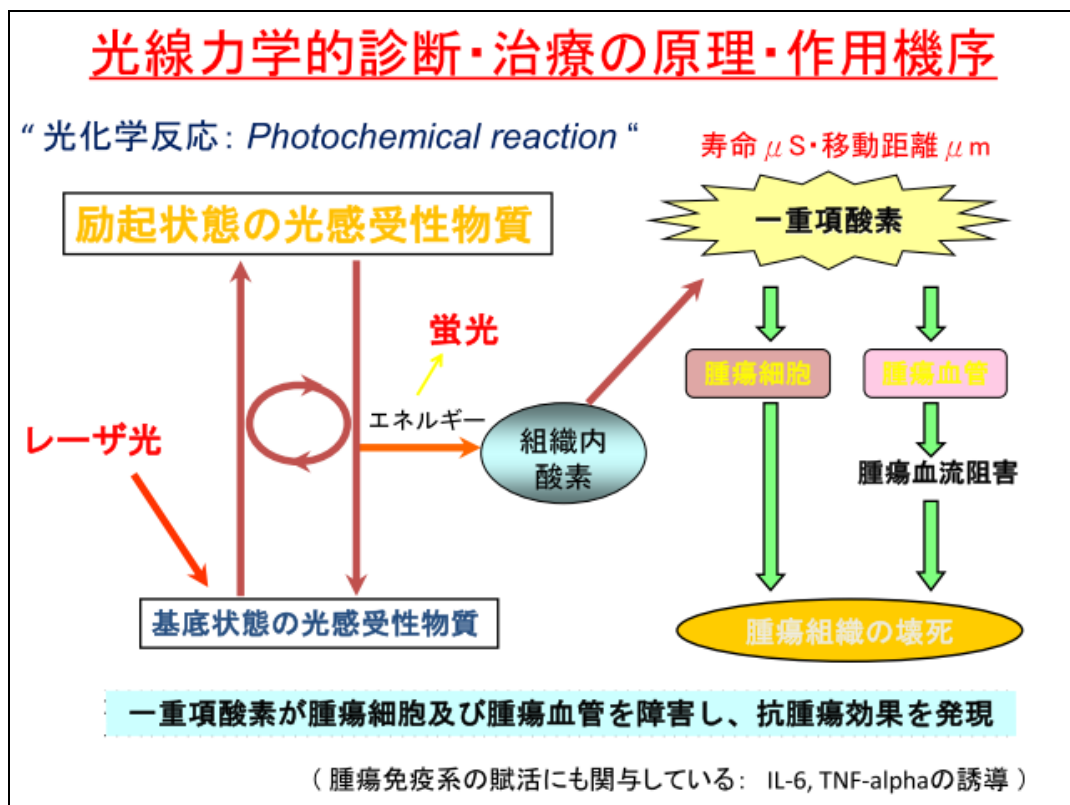 光線力学的診断・治療の原理・作用機序
“ 光化学反応： Photochemical reaction “
寿命 μS・移動距離 μm
励起状態の光感受性物質
一重項酸素
蛍光
腫瘍細胞
腫瘍血管
エネルギー
レーザ光
組織内
酸素
腫瘍血流阻害
基底状態の光感受性物質
腫瘍組織の壊死
一重項酸素が腫瘍細胞及び腫瘍血管を障害し、抗腫瘍効果を発現
（ 腫瘍免疫系の賦活にも関与している： IL-6, TNF-alphaの誘導 ）